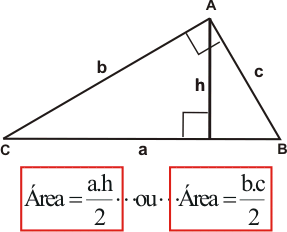 A
b
h
c
C
a
B
Área = a.h/2 ··· ou ··· Área = b.c/2